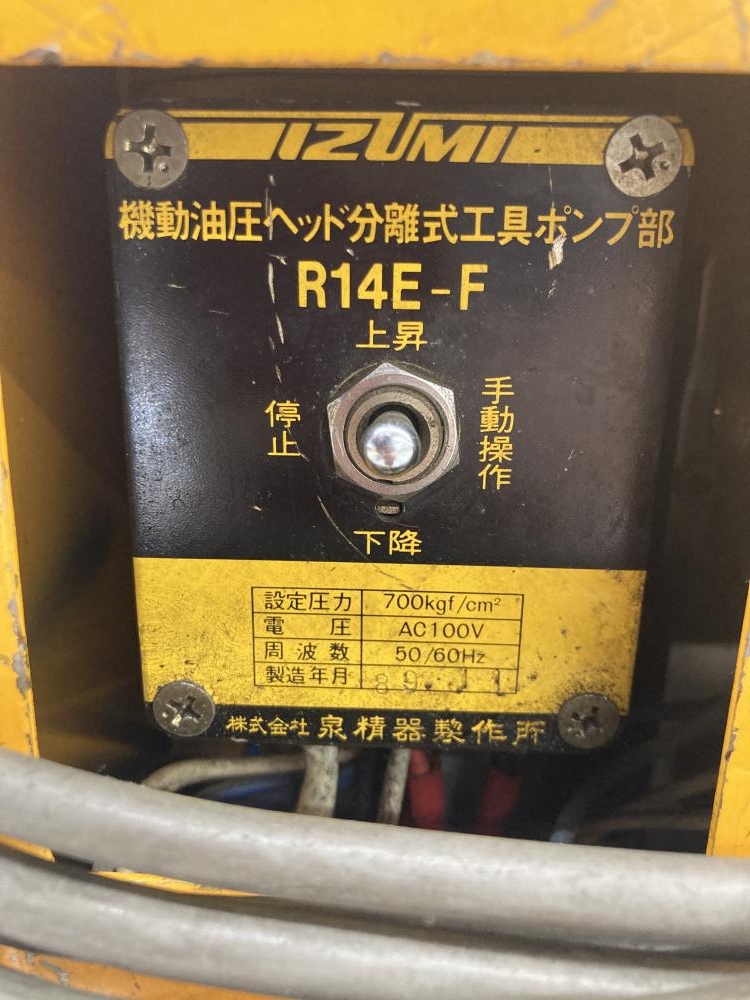 IZUMI
機動油圧ヘッド分離式工具ポンプ部
R14E-F
上昇
停止
手動操作
下降
設定圧力 700kgf/cm²
電圧 AC100V
周波数 50/60Hz
製造年月 89.11
株式会社 泉精器製作所